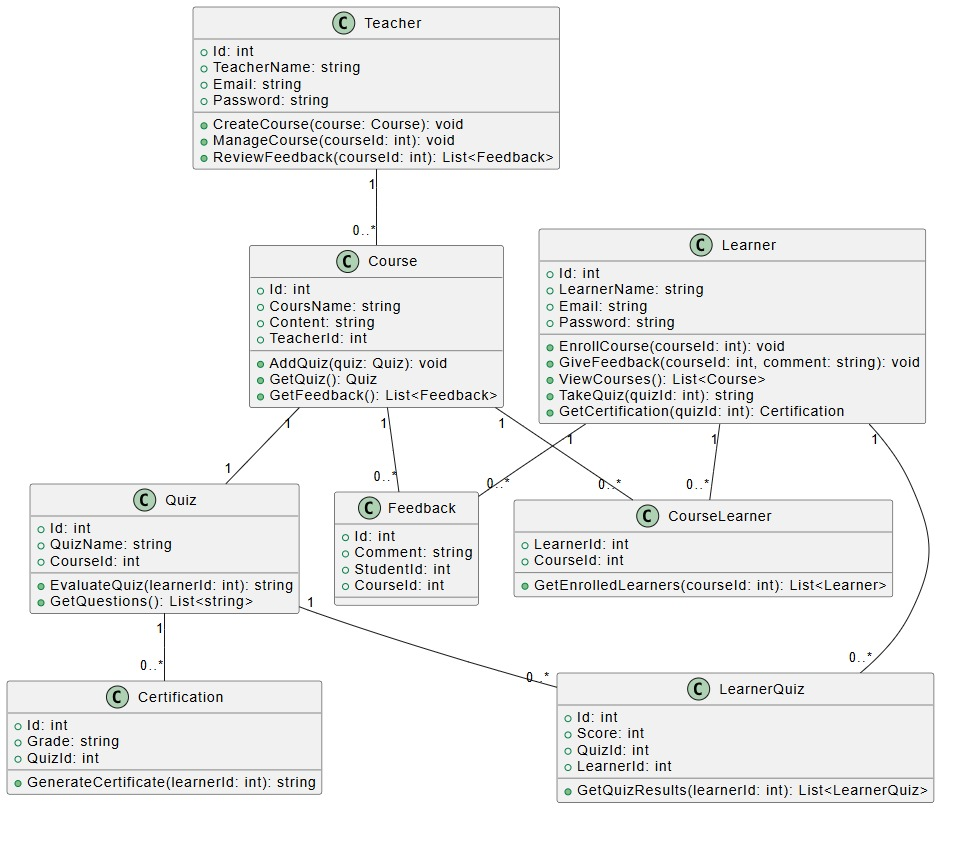 C Teacher
Id: int
TeacherName: string
Email: string
Password: string
CreateCourse(course: Course): void
ManageCourse(courseId: int): void
ReviewFeedback(courseId: int): List<Feedback>
1
0..*
C Course
Id: int
CoursName: string
Content: string
TeacherId: int
AddQuiz(quiz: Quiz): void
GetQuiz(): Quiz
GetFeedback(): List<Feedback>
C Learner
Id: int
LearnerName: string
Email: string
Password: string
EnrollCourse(courseId: int): void
GiveFeedback(courseId: int, comment: string): void
ViewCourses(): List<Course>
TakeQuiz(quizId: int): string
GetCertification(quizId: int): Certification
1 1 1 1 1 1
1 0..* 0..* 0..* 0..*
C Quiz
Id: int
QuizName: string
CourseId: int
EvaluateQuiz(learnerId: int): string
GetQuestions(): List<string>
C Feedback
Id: int
Comment: string
StudentId: int
CourseId: int
C CourseLearner
LearnerId: int
CourseId: int
GetEnrolledLearners(courseId: int): List<Learner>
1
1
0..*
0..*
0..*
C Certification
Id: int
Grade: string
QuizId: int
GenerateCertificate(learnerId: int): string
C LearnerQuiz
Id: int
Score: int
QuizId: int
LearnerId: int
GetQuizResults(learnerId: int): List<LearnerQuiz>